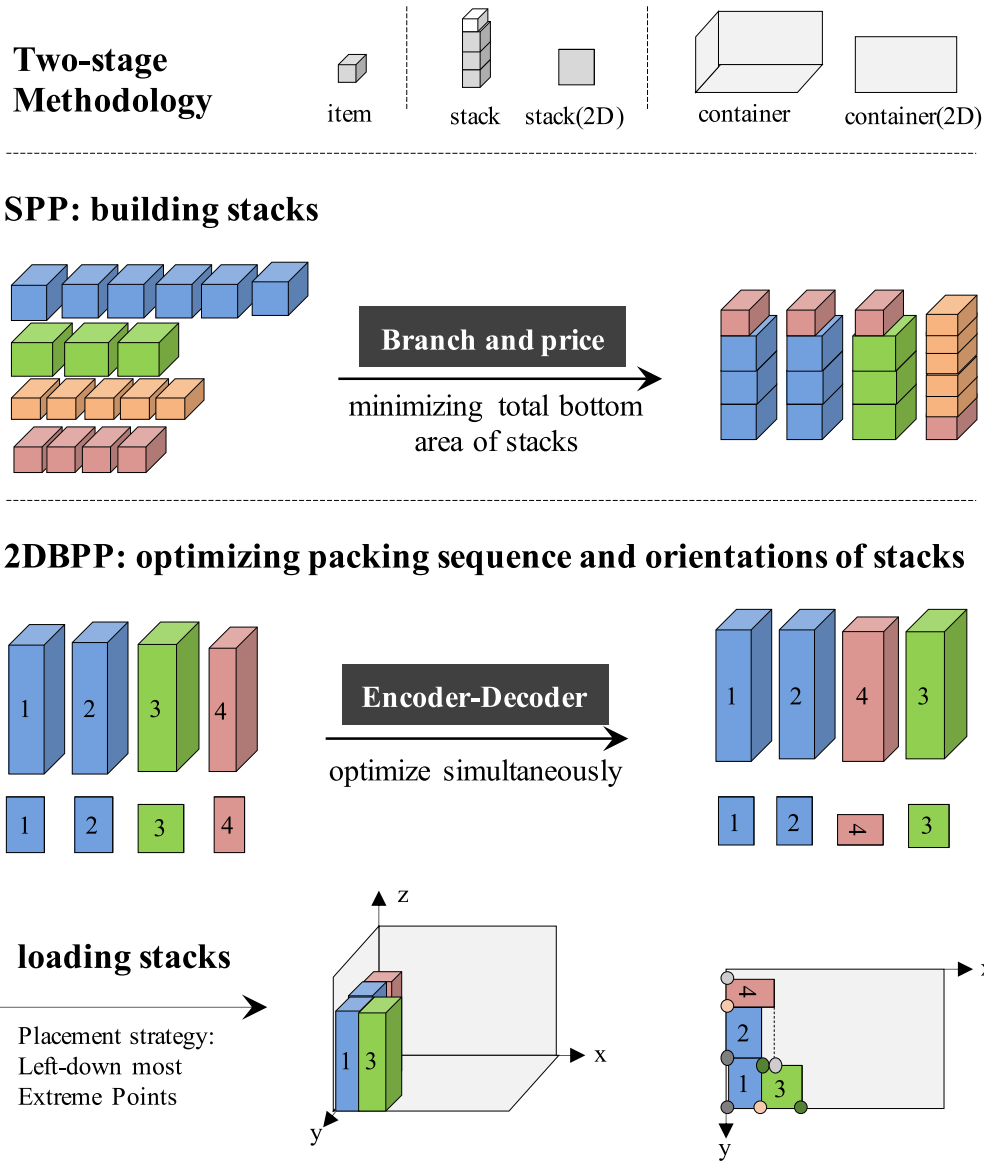 Two-stage
Methodology
item
stack
stack(2D)
container
container(2D)
SPP: building stacks
Branch and price
minimizing total bottom
area of stacks
2DBPP: optimizing packing sequence and orientations of stacks
1
2
3
4
Encoder-Decoder
optimize simultaneously
1
2
4
3
1
2
3
4
1
2
4
3
loading stacks
Placement strategy:
Left-down most
Extreme Points
z
x
y
1
3
x
y
4
2
1
3